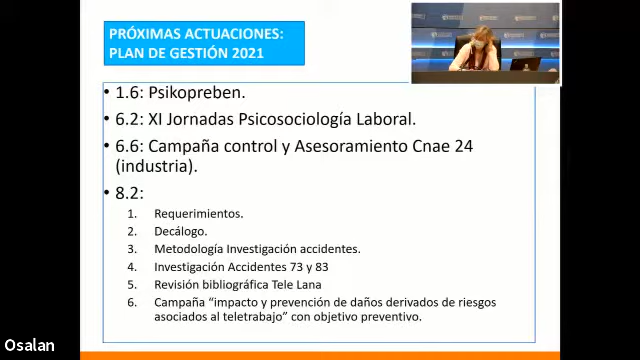 PRÓXIMAS ACTUACIONES:
PLAN DE GESTIÓN 2021
• 1.6: Psikopreben.
• 6.2: XI Jornadas Psicosociología Laboral.
• 6.6: Campaña control y Asesoramiento Cnae 24
(industria).
• 8.2:
1. Requerimientos.
2. Decálogo.
3. Metodología Investigación accidentes.
4. Investigación Accidentes 73 y 83
5. Revisión bibliográfica Tele Lana
6. Campaña “impacto y prevención de daños derivados de riesgos
asociados al teletrabajo” con objetivo preventivo.
Osalan